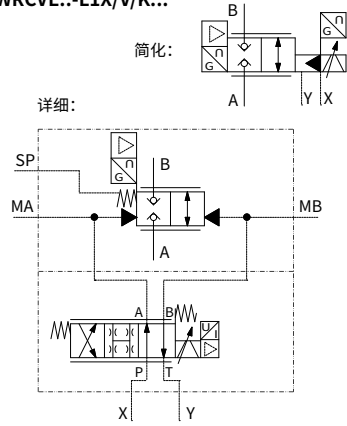 WRCVE..-L1X/V/K...
简化：
B
G U
G U
A
Y X
详细：
SP
G U
B
MA
MB
A
A B
U I
P T
X Y